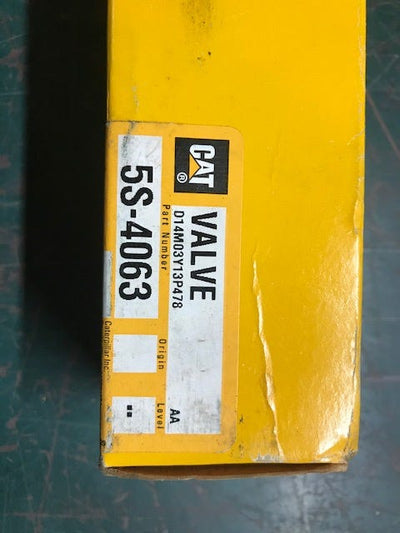 CAT
®
VALVE
D14M03Y13P478
Part Number
5S-4063
AA
Origin Level
Caterpillar Inc.